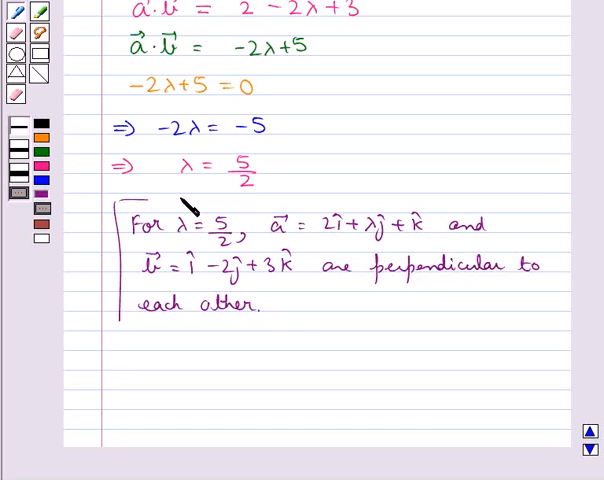 a⃗·b⃗ = 2 - 2λ + 3
a⃗·b⃗ = -2λ+5
-2λ+5 = 0
⇒ -2λ = -5
⇒ λ = 5/2
For λ = 5/2, a⃗ = 2î + λĵ + k̂ and
b⃗ = î - 2ĵ + 3k̂ are perpendicular to
each other.